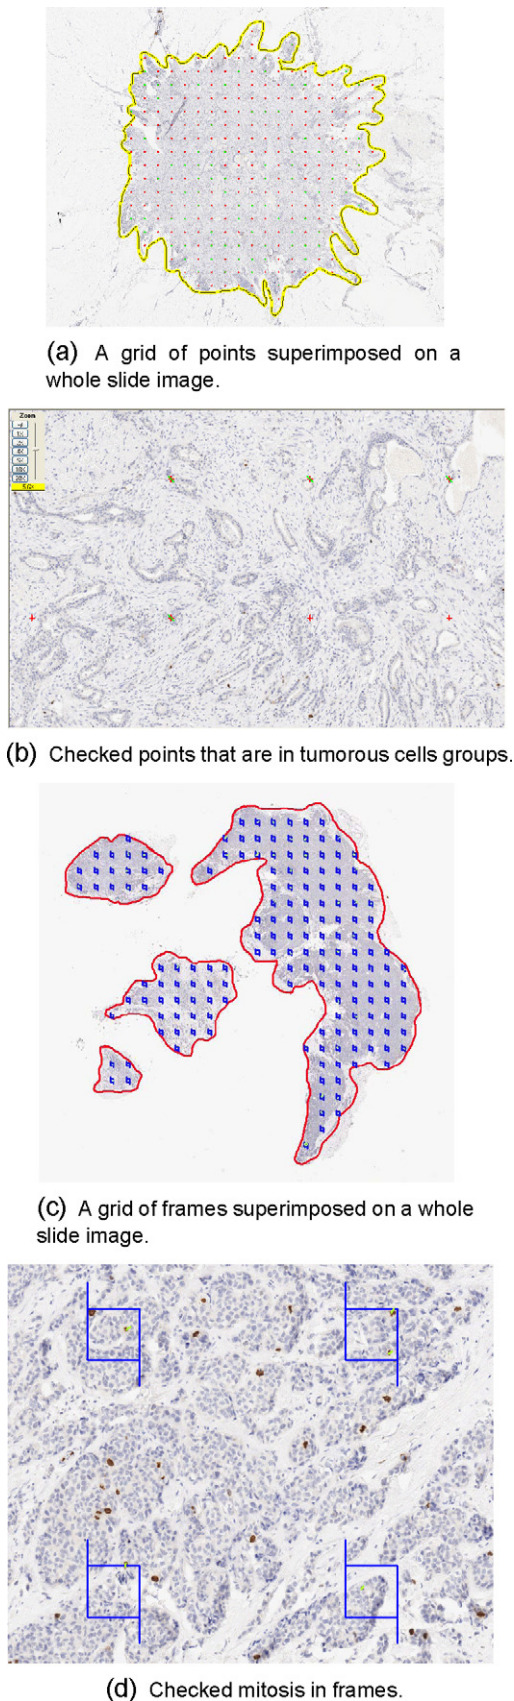 (a) A grid of points superimposed on a
whole slide image.
Zoom
(b) Checked points that are in tumorous cells groups.
(c) A grid of frames superimposed on a whole
slide image.
(d) Checked mitosis in frames.